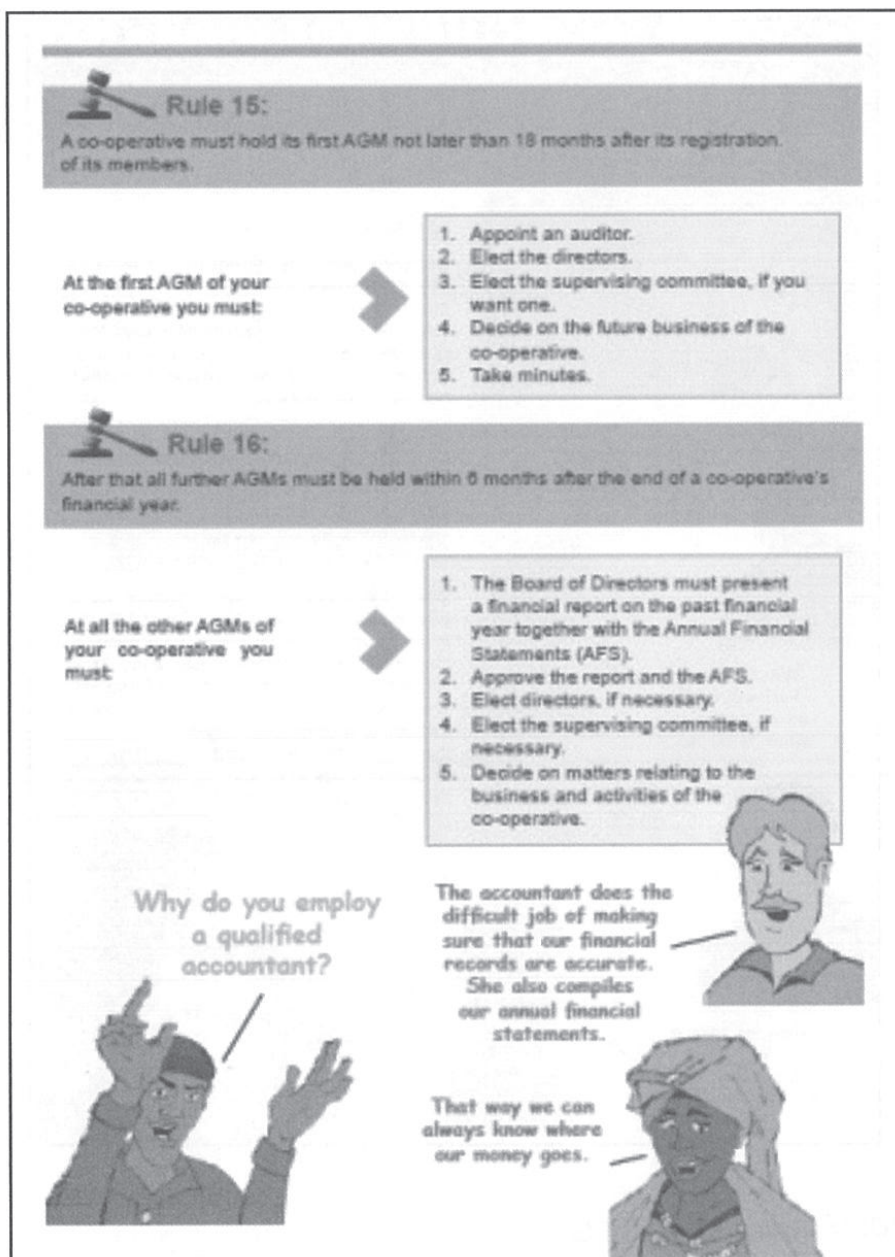 Rule 15:
A co-operative must hold its first AGM not later than 18 months after its registration.
of its members.
At the first AGM of your
co-operative you must:
1. Appoint an auditor.
2. Elect the directors.
3. Elect the supervising committee, if you
want one.
4. Decide on the future business of the
co-operative.
5. Take minutes.
Rule 16:
After that all further AGMs must be held within 6 months after the end of a co-operative's
financial year.
At all the other AGMs of
your co-operative you
must:
1. The Board of Directors must present
a financial report on the past financial
year together with the Annual Financial
Statements (AFS).
2. Approve the report and the AFS.
3. Elect directors, if necessary.
4. Elect the supervising committee, if
necessary.
5. Decide on matters relating to the
business and activities of the
co-operative.
Why do you employ
a qualified
accountant?
The accountant does the
difficult job of making
sure that our financial
records are accurate.
She also compiles
our annual financial
statements.
That way we can
always know where
our money goes.